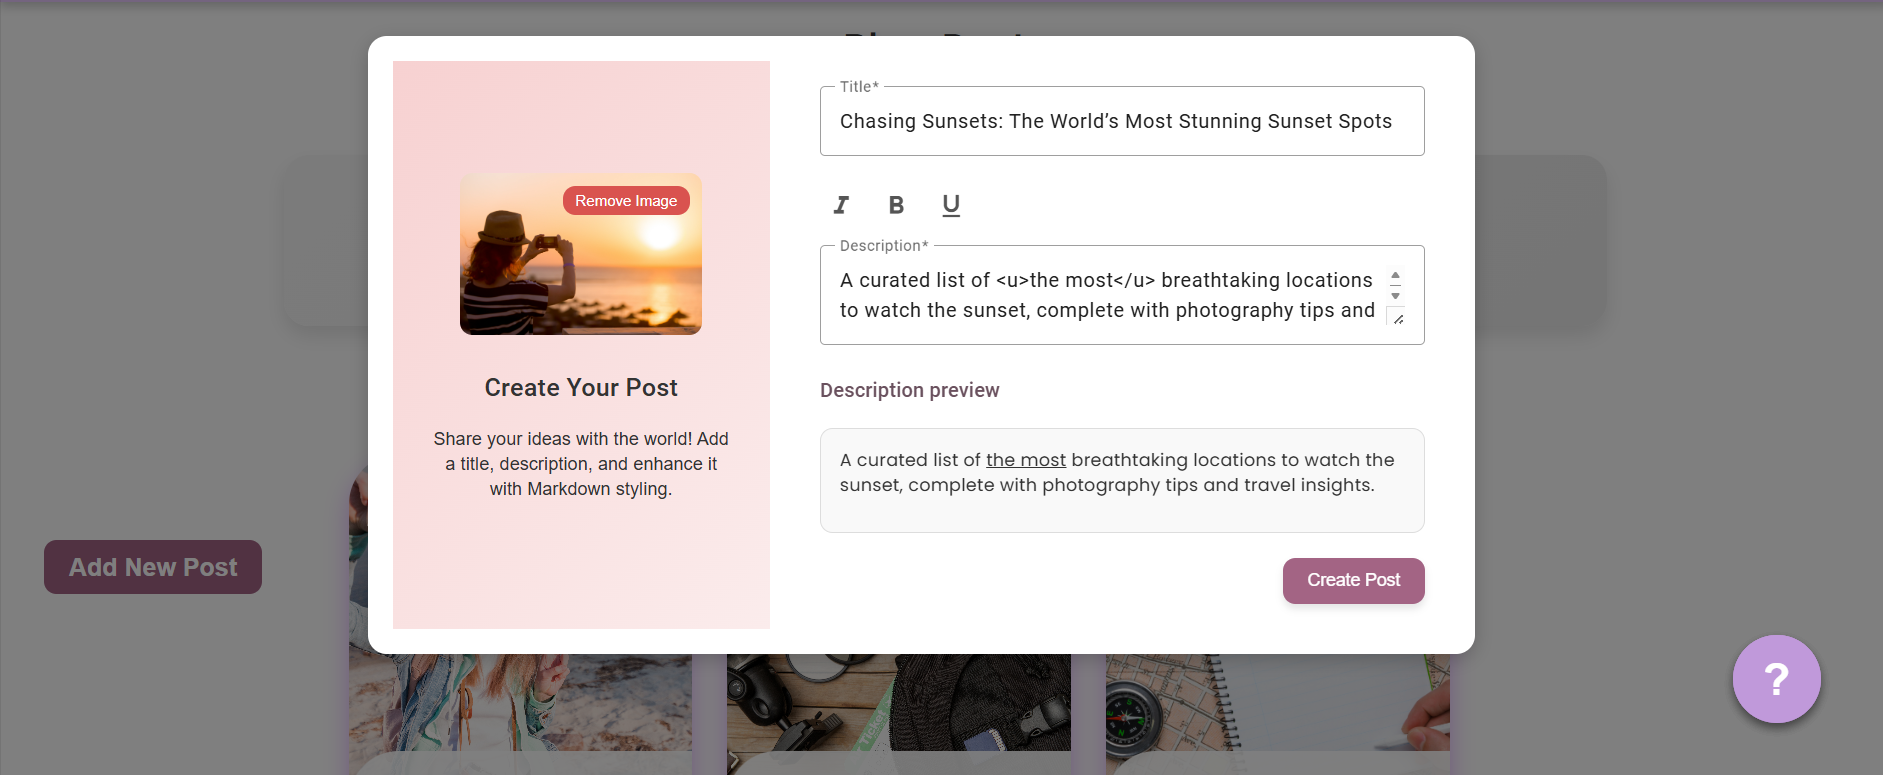 Remove Image
Create Your Post
Share your ideas with the world! Add
a title, description, and enhance it
with Markdown styling.
Title*
Chasing Sunsets: The World’s Most Stunning Sunset Spots
I B U
Description*
A curated list of <u>the most</u> breathtaking locations
to watch the sunset, complete with photography tips and
Description preview
A curated list of the most breathtaking locations to watch the
sunset, complete with photography tips and travel insights.
Create Post
Add New Post
Ticket
?